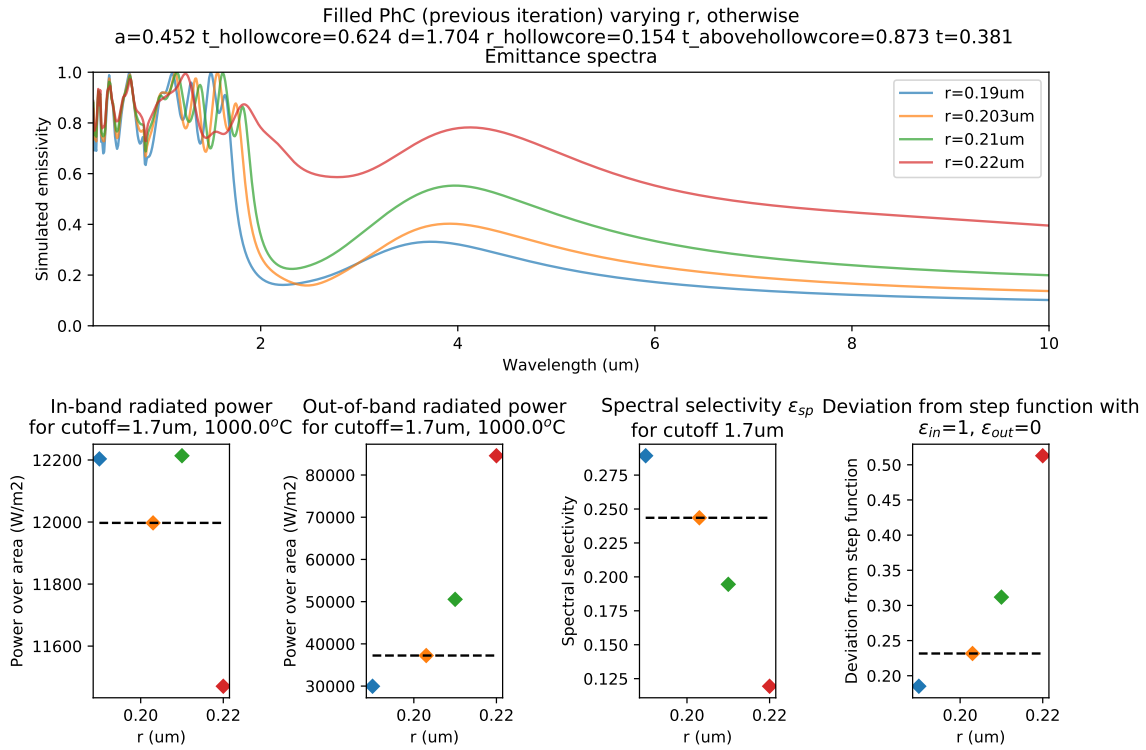 Filled PhC (previous iteration) varying r, otherwise
a=0.452 t_hollowcore=0.624 d=1.704 r_hollowcore=0.154 t_abovehollowcore=0.873 t=0.381
Emittance spectra
Simulated emissivity
1.0
0.8
0.6
0.4
0.2
0.0
r=0.19um
r=0.203um
r=0.21um
r=0.22um
2
4
6
8
10
Wavelength (um)
In-band radiated power
for cutoff=1.7um, 1000.0°C
Power over area (W/m2)
12200
12000
11800
11600
0.20
0.22
r (um)
Out-of-band radiated power
for cutoff=1.7um, 1000.0°C
Power over area (W/m2)
80000
70000
60000
50000
40000
30000
0.20
0.22
r (um)
Spectral selectivity εsp
for cutoff 1.7um
Spectral selectivity
0.275
0.250
0.225
0.200
0.175
0.150
0.125
0.20
0.22
r (um)
Deviation from step function with
εin=1, εout=0
Deviation from step function
0.50
0.45
0.40
0.35
0.30
0.25
0.20
0.20
0.22
r (um)